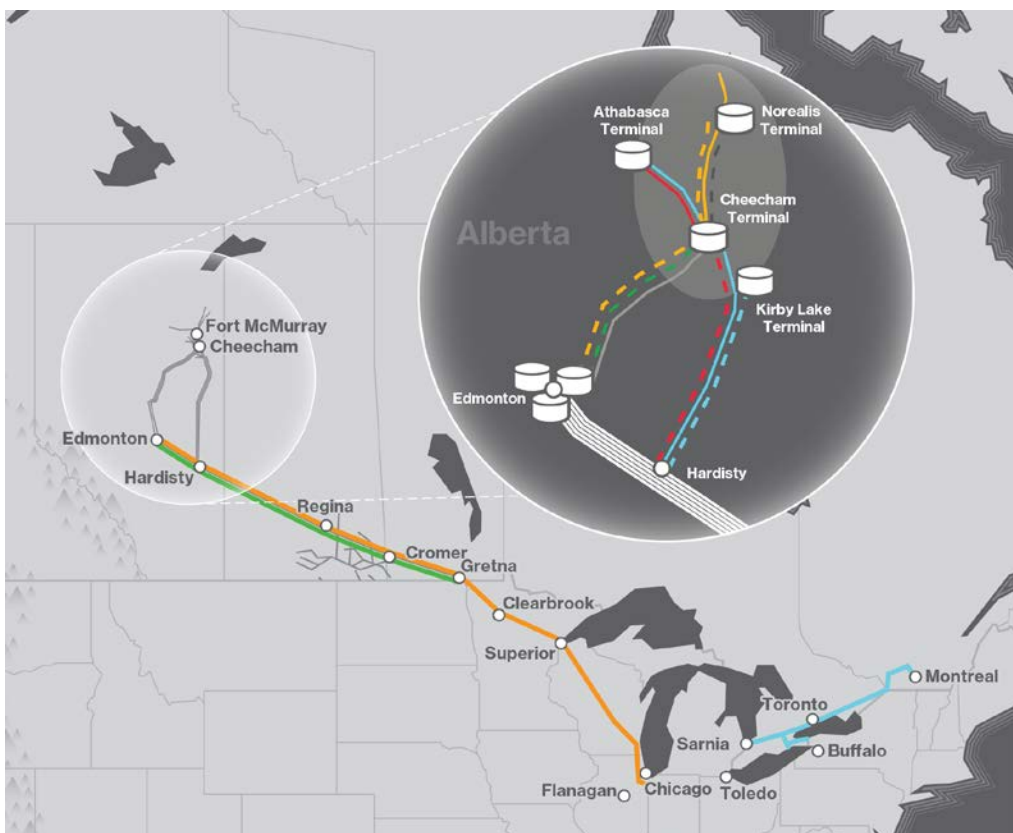 Athabasca
Terminal
Norealis
Terminal
Cheecham
Terminal
Alberta
Kirby Lake
Terminal
Edmonton
Hardisty
Fort McMurray
Cheecham
Edmonton
Hardisty
Regina
Cromer
Gretna
Clearbrook
Superior
Montreal
Toronto
Sarnia
Buffalo
Flanagan
Chicago
Toledo